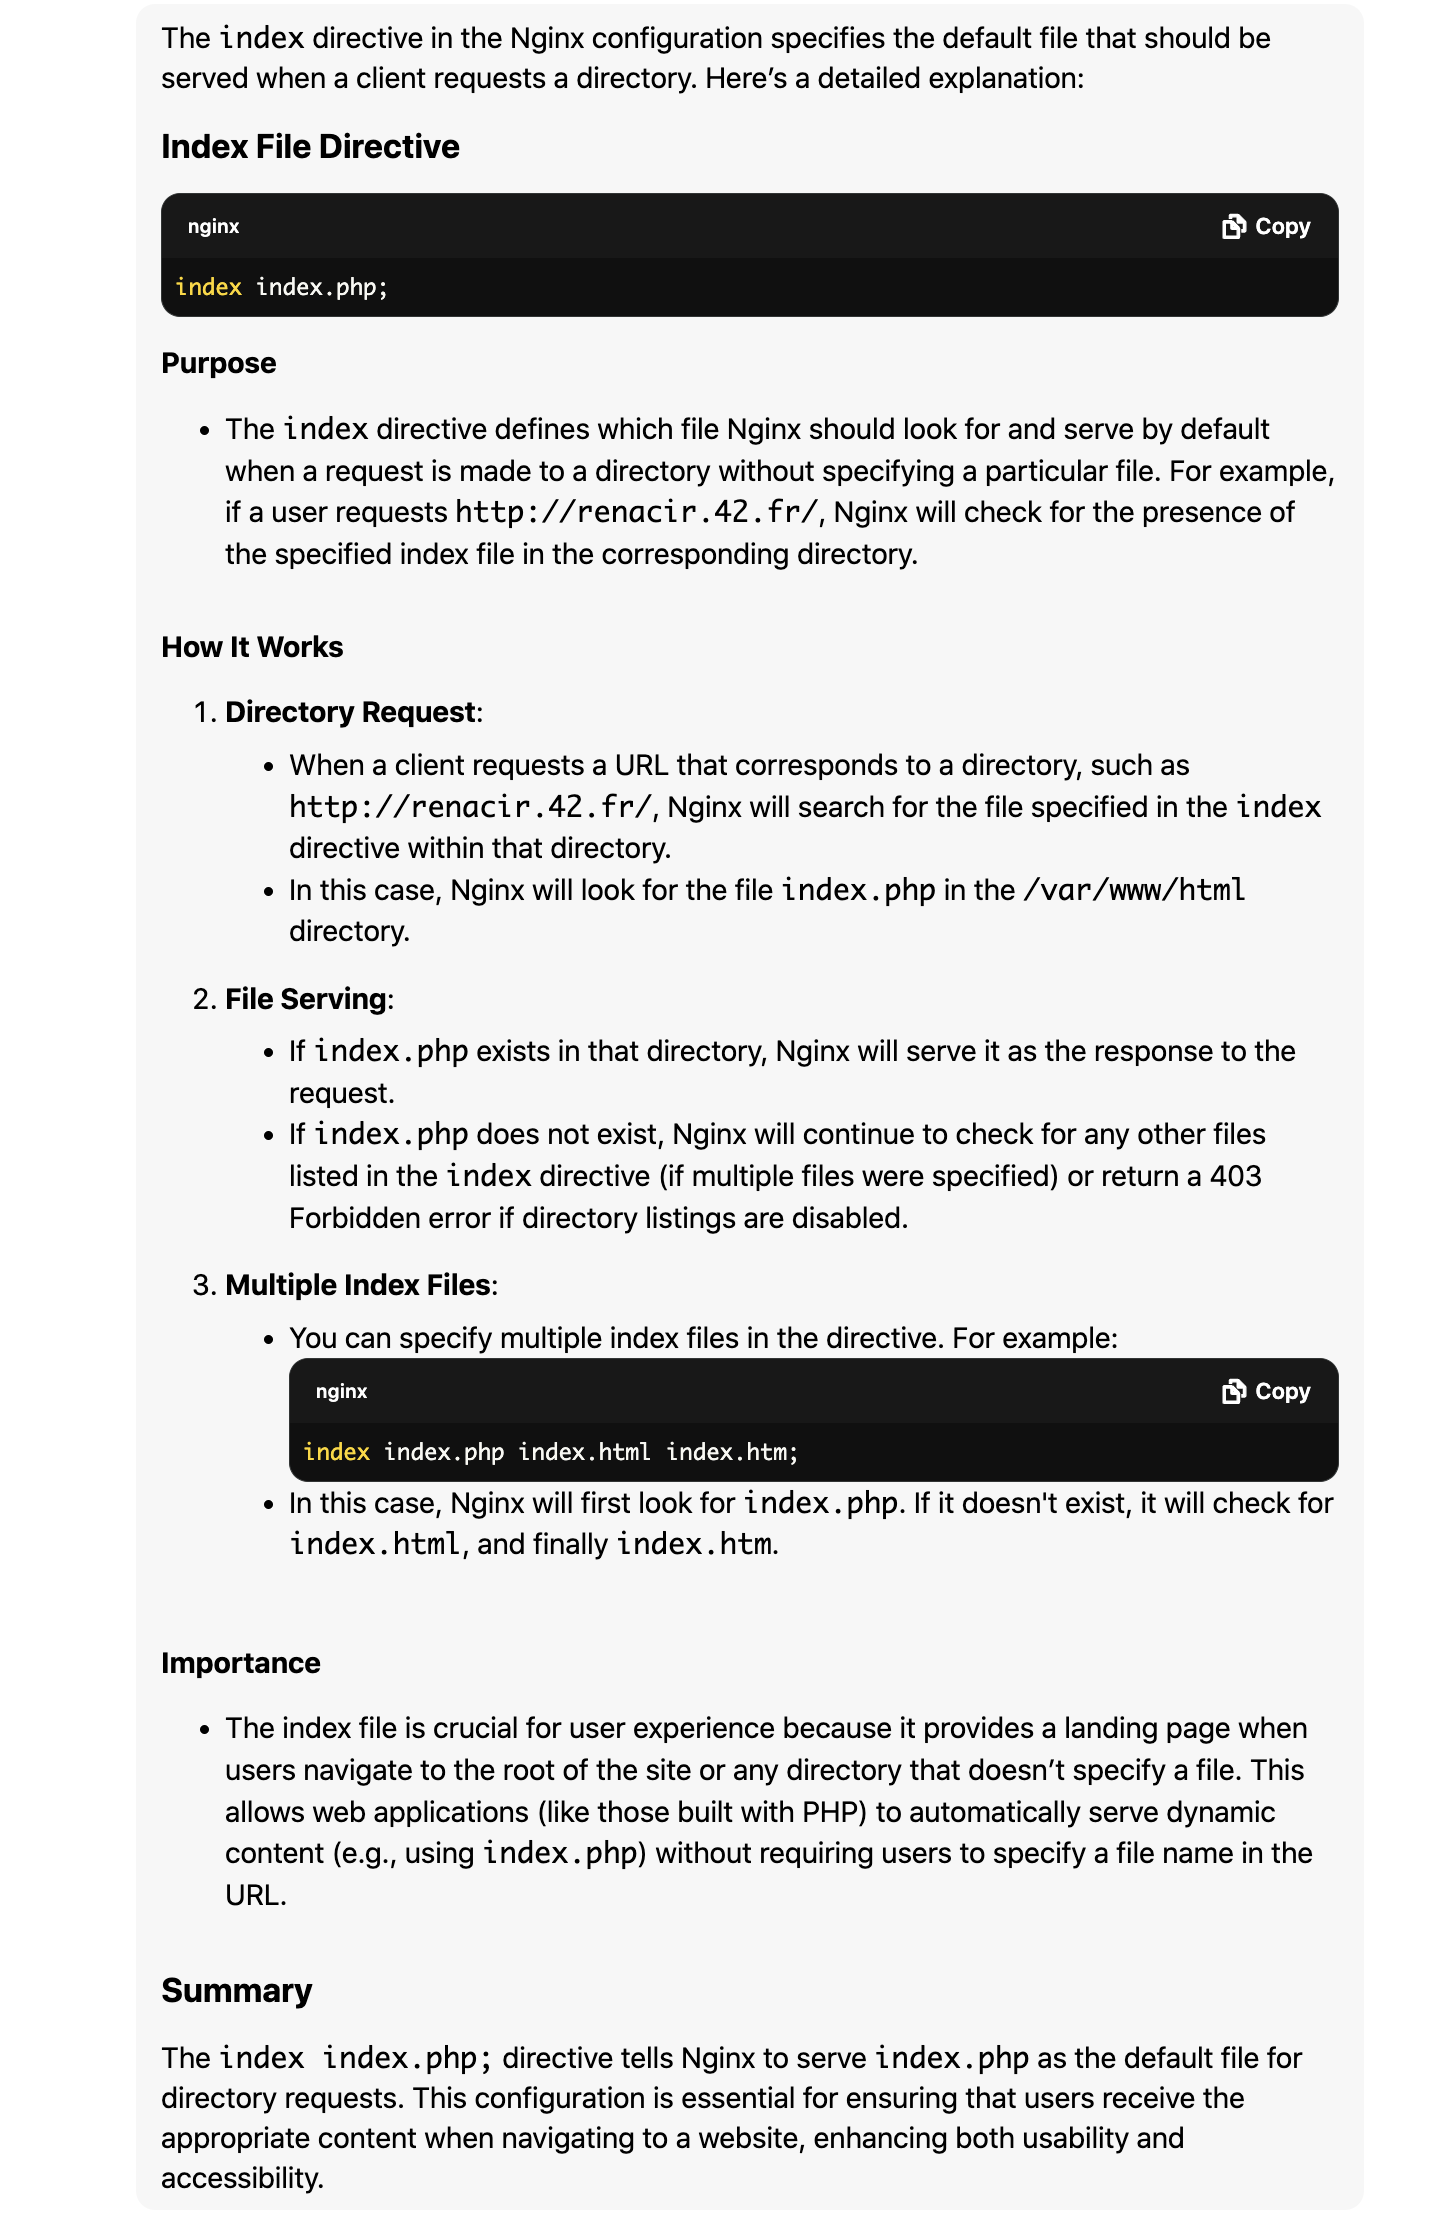 The index directive in the Nginx configuration specifies the default file that should be
served when a client requests a directory. Here’s a detailed explanation:
Index File Directive
nginx
Copy
index index.php;
Purpose
• The index directive defines which file Nginx should look for and serve by default
when a request is made to a directory without specifying a particular file. For example,
if a user requests http://renacir.42.fr/, Nginx will check for the presence of
the specified index file in the corresponding directory.
How It Works
1. Directory Request:
• When a client requests a URL that corresponds to a directory, such as
http://renacir.42.fr/, Nginx will search for the file specified in the index
directive within that directory.
• In this case, Nginx will look for the file index.php in the /var/www/html
directory.
2. File Serving:
• If index.php exists in that directory, Nginx will serve it as the response to the
request.
• If index.php does not exist, Nginx will continue to check for any other files
listed in the index directive (if multiple files were specified) or return a 403
Forbidden error if directory listings are disabled.
3. Multiple Index Files:
• You can specify multiple index files in the directive. For example:
nginx
Copy
index index.php index.html index.htm;
• In this case, Nginx will first look for index.php. If it doesn't exist, it will check for
index.html, and finally index.htm.
Importance
• The index file is crucial for user experience because it provides a landing page when
users navigate to the root of the site or any directory that doesn’t specify a file. This
allows web applications (like those built with PHP) to automatically serve dynamic
content (e.g., using index.php) without requiring users to specify a file name in the
URL.
Summary
The index index.php; directive tells Nginx to serve index.php as the default file for
directory requests. This configuration is essential for ensuring that users receive the
appropriate content when navigating to a website, enhancing both usability and
accessibility.